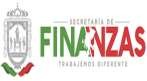 SECRETARÍA DE
FINANZAS
TRABAJEMOS DIFERENTE